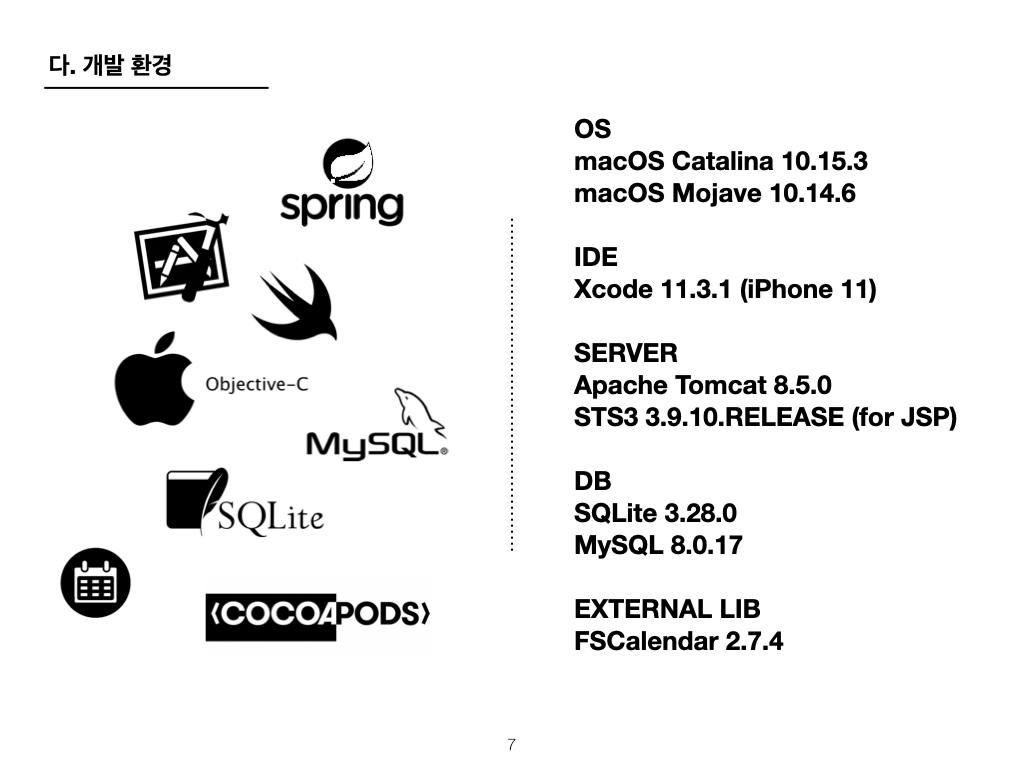 다. 개발 환경
spring
Objective-C
MySQL®
SQLite
<COCOAPODS>
OS
macOS Catalina 10.15.3
macOS Mojave 10.14.6
IDE
Xcode 11.3.1 (iPhone 11)
SERVER
Apache Tomcat 8.5.0
STS3 3.9.10.RELEASE (for JSP)
DB
SQLite 3.28.0
MySQL 8.0.17
EXTERNAL LIB
FSCalendar 2.7.4
7